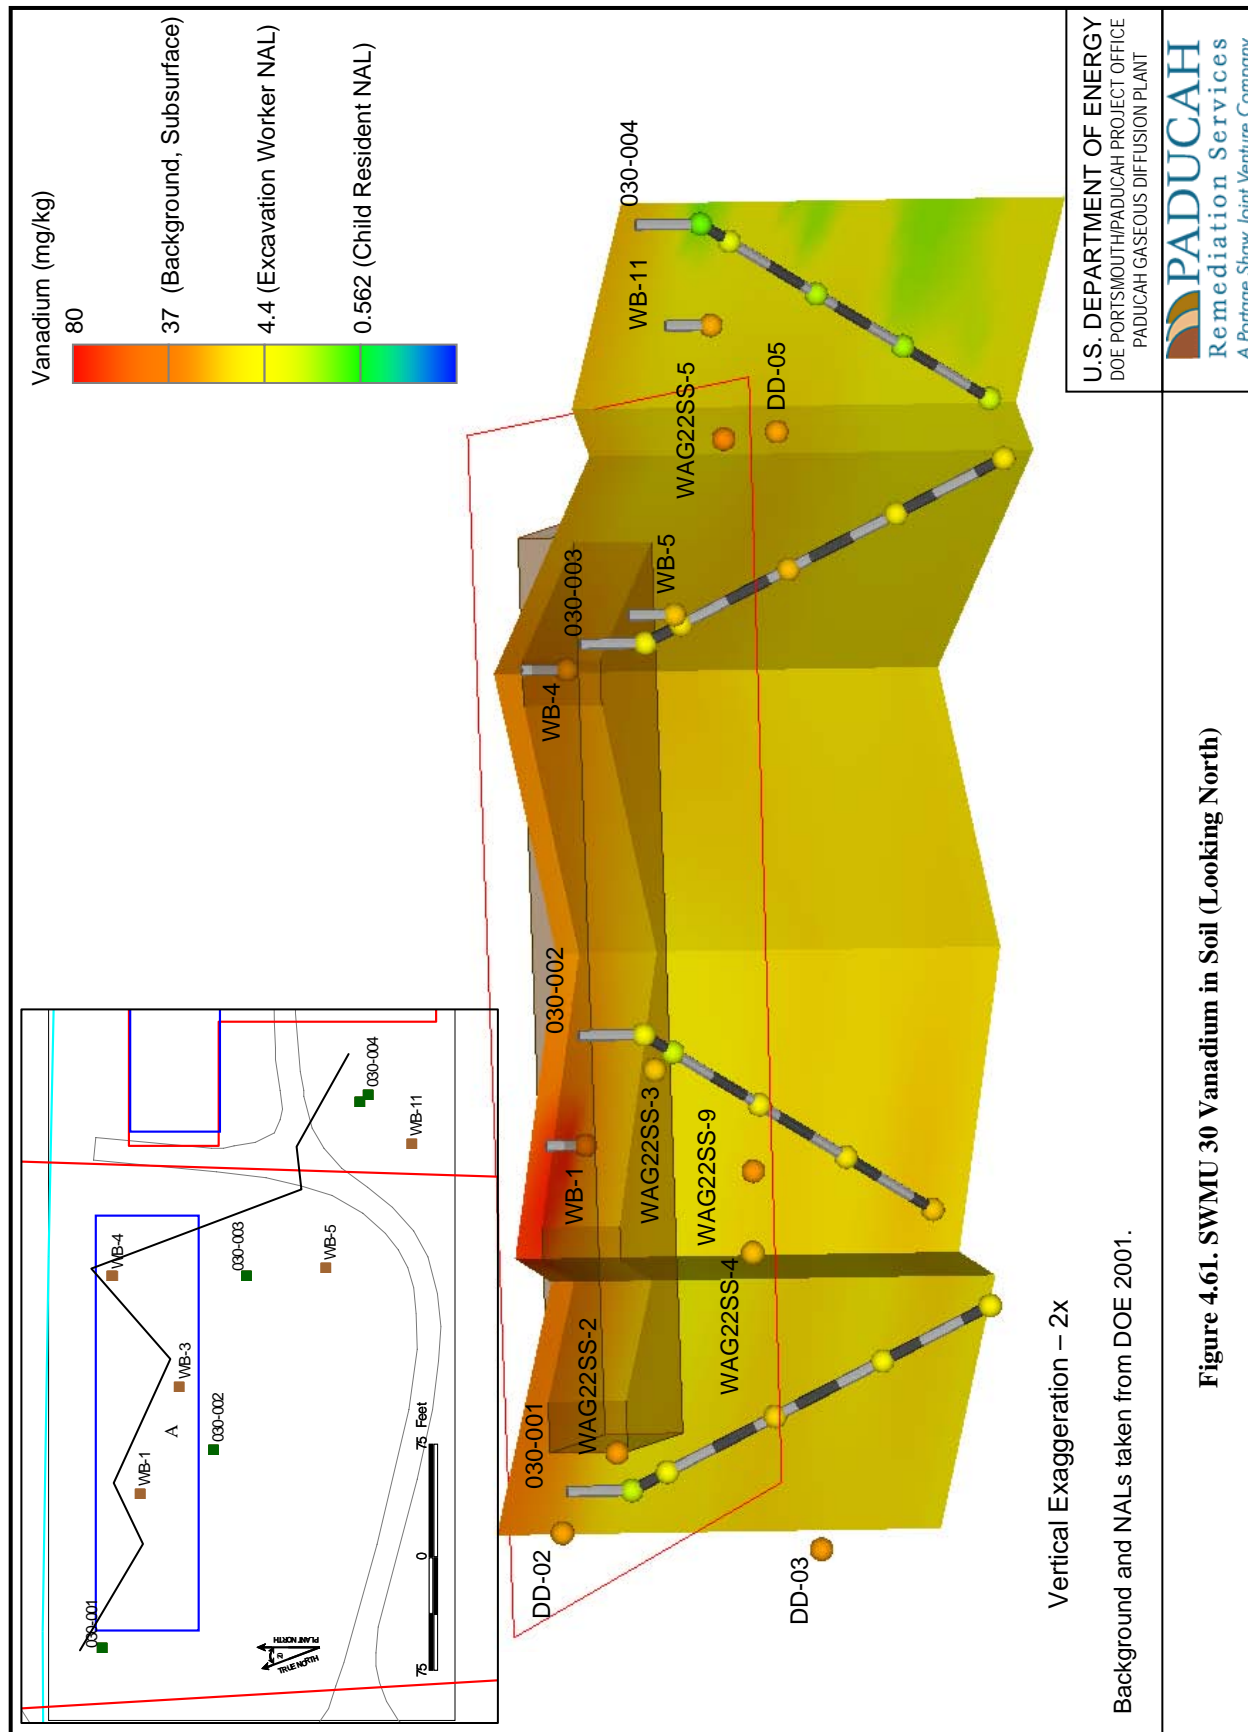 Vanadium (mg/kg)
80
37 (Background, Subsurface)
4.4 (Excavation Worker NAL)
0.562 (Child Resident NAL)
030-001
WB-1
WB-3
WB-4
A
030-002
030-003
WB-5
030-004
WB-11
TRUE NORTH
PLANT NORTH
75
0
75 Feet
030-001
030-002
030-003
030-004
DD-02
DD-03
WAG22SS-2
WB-1
WAG22SS-3
WAG22SS-9
WAG22SS-4
WB-4
WB-5
WAG22SS-5
DD-05
WB-11
Vertical Exaggeration – 2x
Background and NALs taken from DOE 2001.
U.S. DEPARTMENT OF ENERGY
DOE PORTSMOUTH/PADUCAH PROJECT OFFICE
PADUCAH GASEOUS DIFFUSION PLANT
PADUCAH
Remediation Services
A Portage Shaw Joint Venture Company
Figure 4.61. SWMU 30 Vanadium in Soil (Looking North)